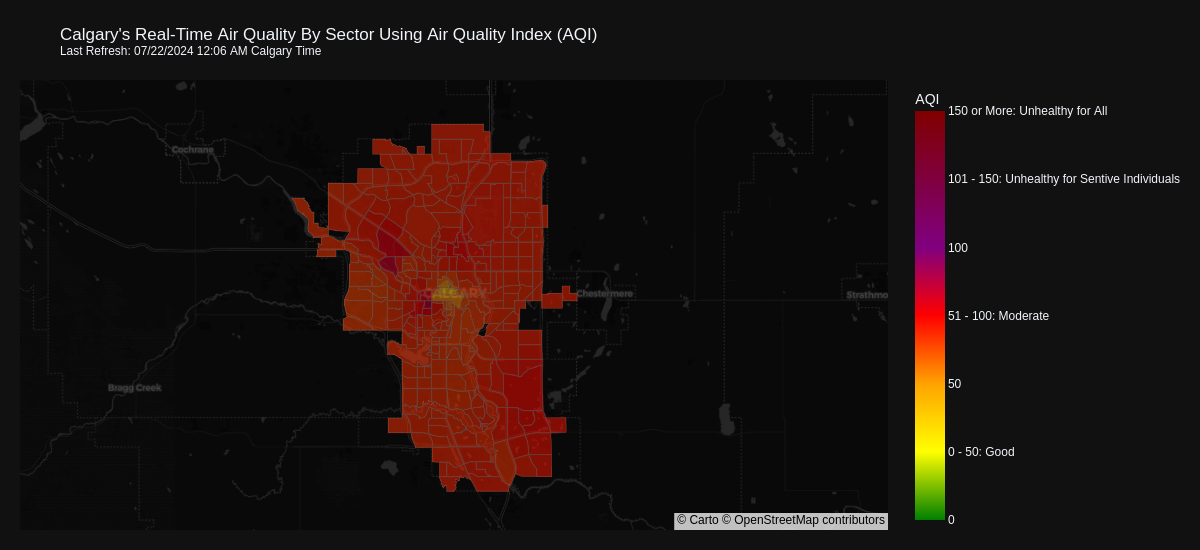 Calgary's Real-Time Air Quality By Sector Using Air Quality Index (AQI)
Last Refresh: 07/22/2024 12:06 AM Calgary Time
AQI
150 or More: Unhealthy for All
Cochrane
101 - 150: Unhealthy for Sentive Individuals
100
CALGARY
Chestermere
Strathmo
51 - 100: Moderate
Bragg Creek
50
0 - 50: Good
© Carto © OpenStreetMap contributors
0